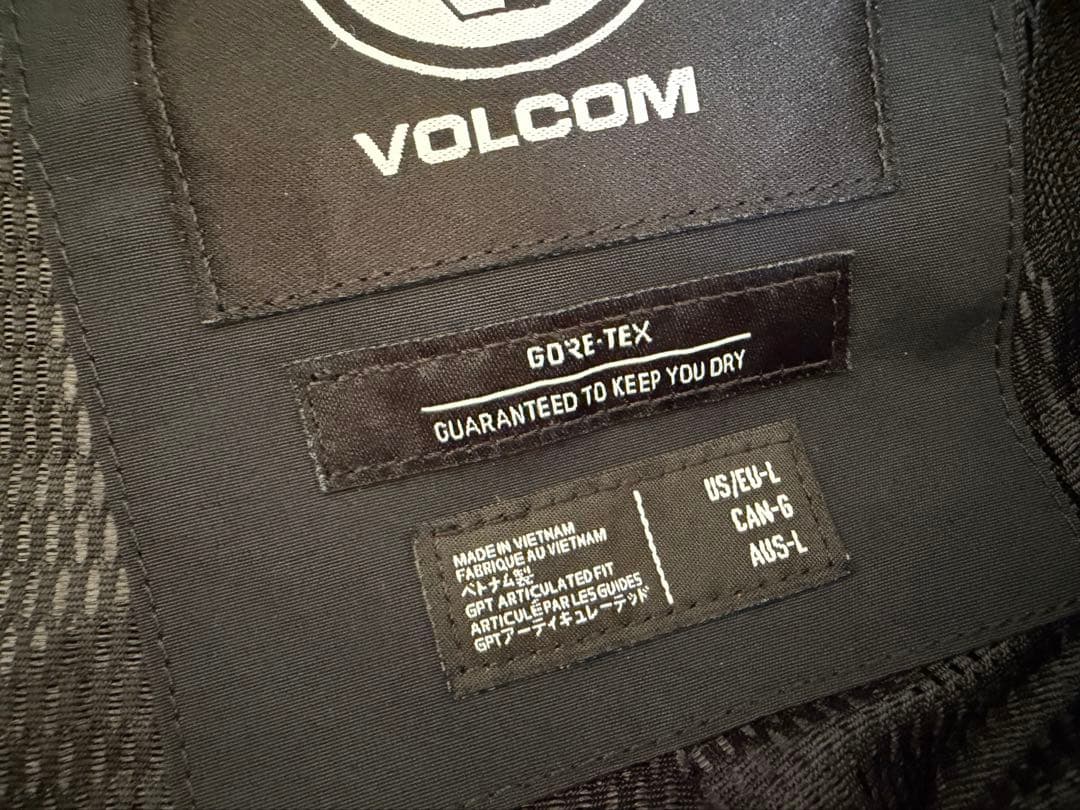 VOLCOM
GORE-TEX
GUARANTEED TO KEEP YOU DRY
MADE IN VIETNAM
FABRIQUE AU VIETNAM
ベトナム製
GPT ARTICULATED FIT
ARTICULÉ PAR LES GUIDES
GPTアーティキュレーテッド
US/EU-L
CAN-G
AUS-L